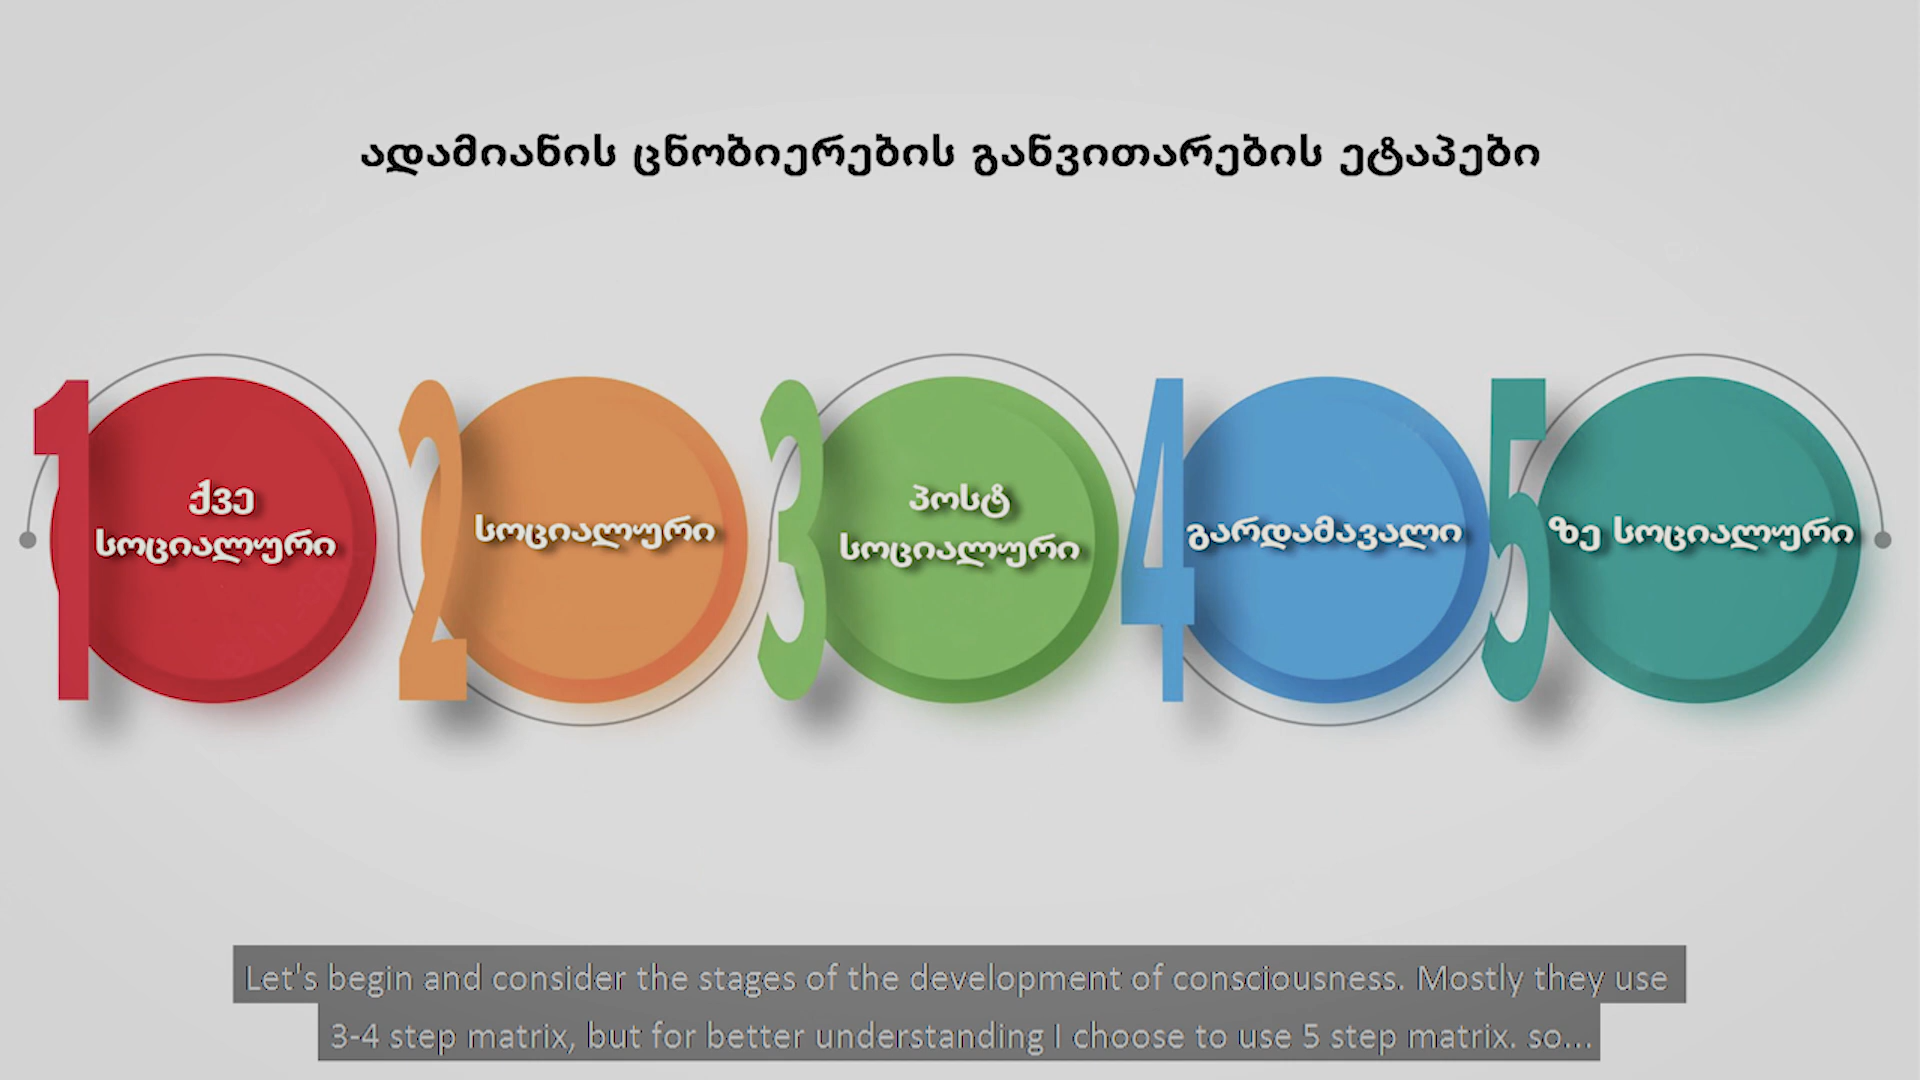 ადამიანის ცნობიერების განვითარების ეტაპები
1
ქვე
სოციალური
2
სოციალური
3
პოსტ
სოციალური
4
გარდამავალი
5
ზე სოციალური
Let's begin and consider the stages of the development of consciousness. Mostly they use
3-4 step matrix, but for better understanding I choose to use 5 step matrix. so...